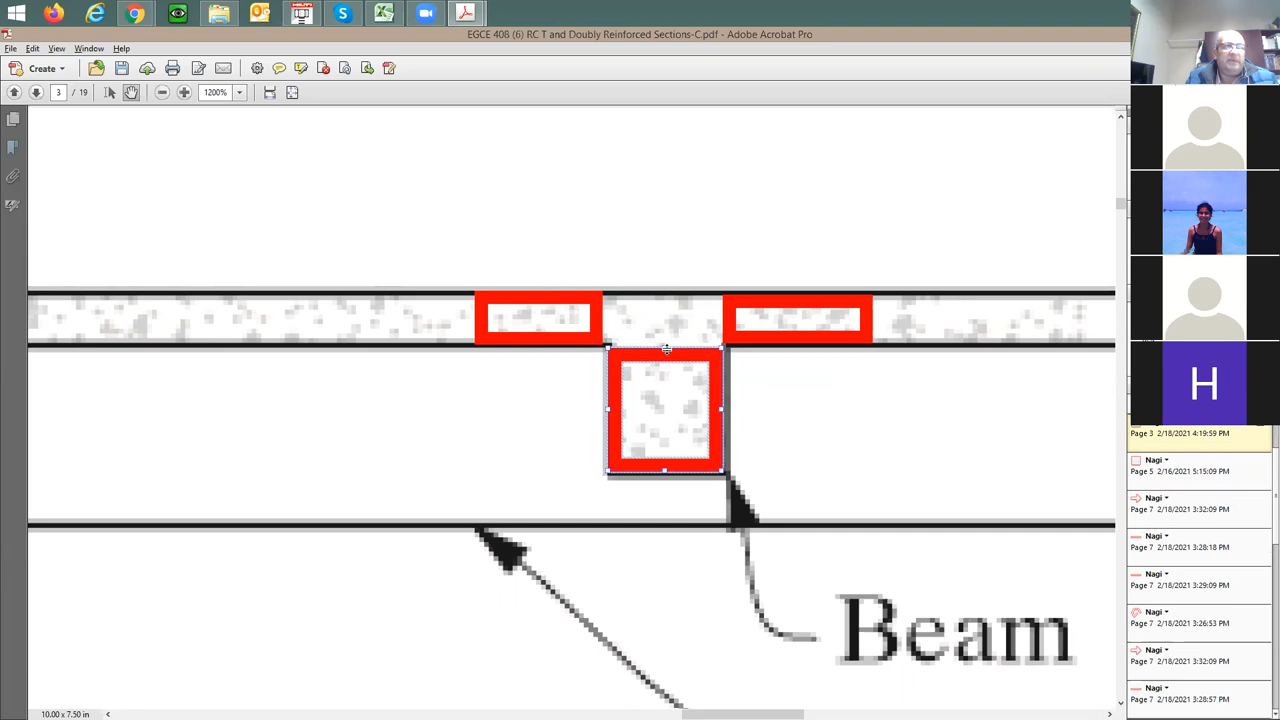 EGCE 408 (6) RC T and Doubly Reinforced Sections-C.pdf - Adobe Acrobat Pro
File Edit View Window Help
Create
3 / 19
1200%
H
Page 3 2/18/2021 4:19:59 PM
Nagi
Page 5 2/16/2021 5:15:09 PM
Nagi
Page 7 2/18/2021 3:32:09 PM
Nagi
Page 7 2/18/2021 3:28:18 PM
Nagi
Page 7 2/18/2021 3:29:09 PM
Nagi
Page 7 2/18/2021 3:26:53 PM
Nagi
Page 7 2/18/2021 3:32:09 PM
Nagi
Page 7 2/18/2021 3:28:57 PM
Beam
10.00 x 7.50 in